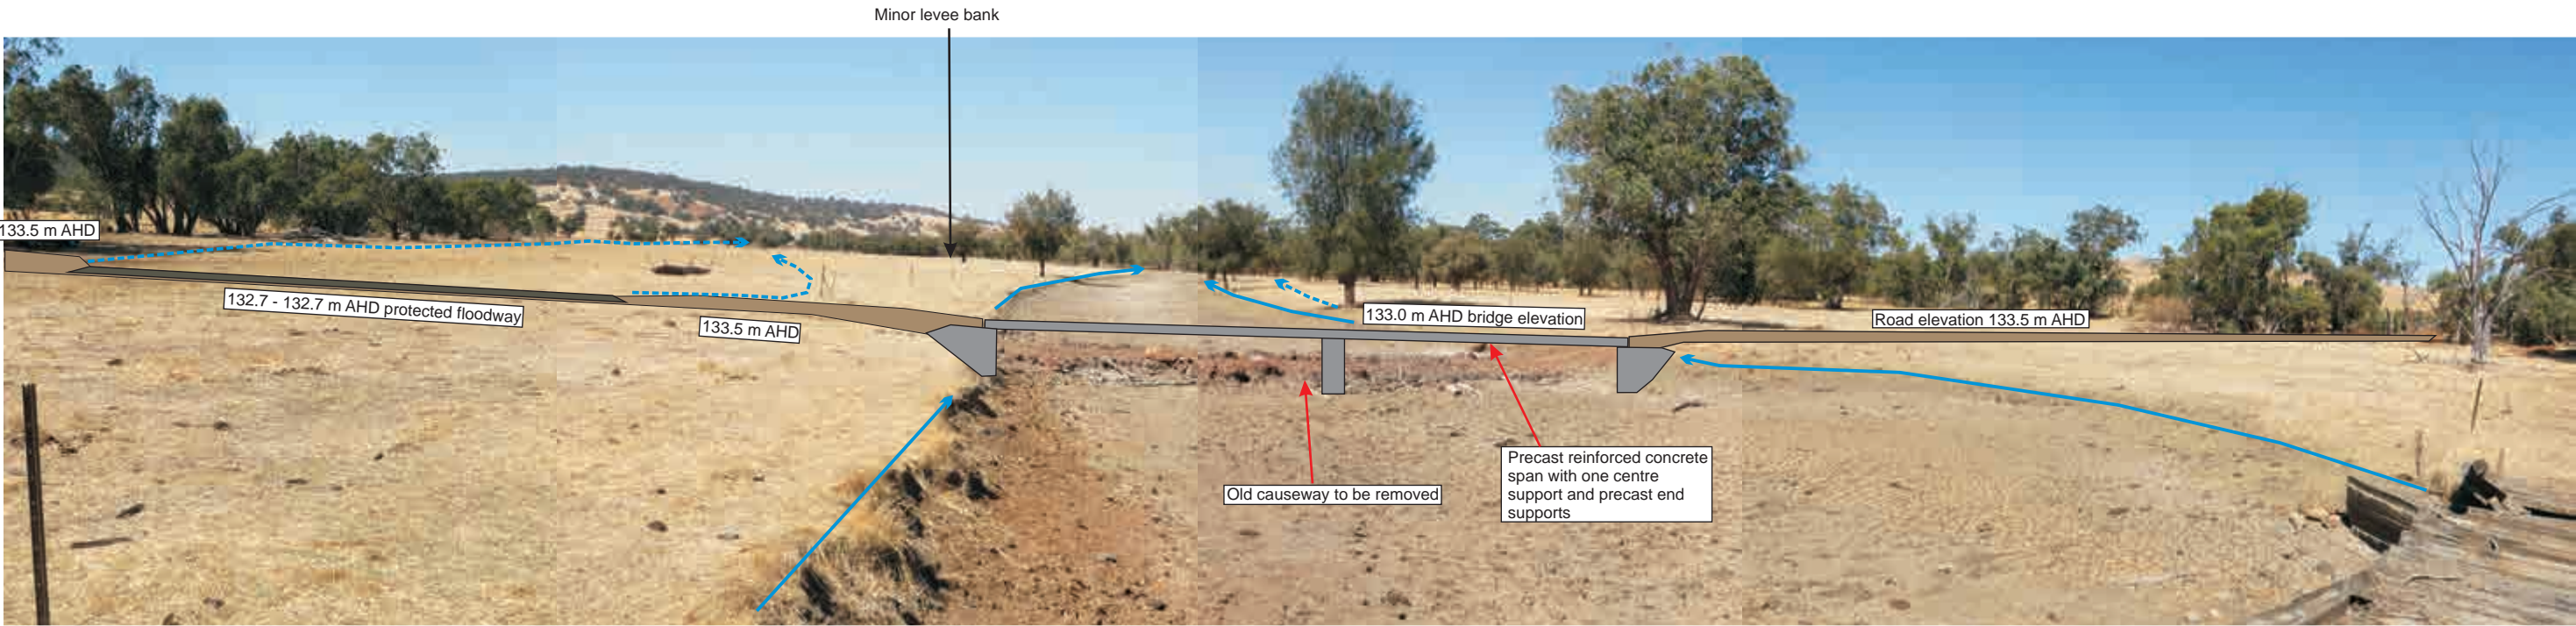 Minor levee bank
133.5 m AHD
132.7 - 132.7 m AHD protected floodway
133.5 m AHD
133.0 m AHD bridge elevation
Road elevation 133.5 m AHD
Old causeway to be removed
Precast reinforced concrete
span with one centre
support and precast end
supports